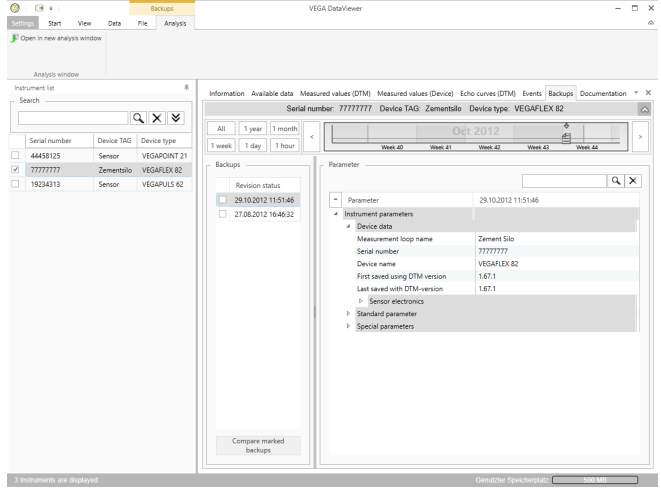 Backups
VEGA DataViewer
Settings Start View Data File Analysis
Open in new analysis window
Analysis window
Instrument list
Search
Serial number Device TAG Device type
44458125 Sensor VEGAPOINT 21
77777777 Zementsilo VEGAFLEX 82
19234313 Sensor VEGAPULS 62
Information Available data Measured values (DTM) Measured values (Device) Echo curves (DTM) Events Backups Documentation
Serial number: 77777777 Device TAG: Zementsilo Device type: VEGAFLEX 82
All 1 year 1 month
1 week 1 day 1 hour
< Oct 2012 >
Week 40 Week 41 Week 42 Week 43 Week 44
Backups
Revision status
29.10.2012 11:51:46
27.08.2012 16:46:32
Compare marked
backups
Parameter
Parameter 29.10.2012 11:51:46
Instrument parameters
Device data
Measurement loop name Zement Silo
Serial number 77777777
Device name VEGAFLEX 82
First saved using DTM version 1.67.1
Last saved with DTM-version 1.67.1
Sensor electronics
Standard parameter
Special parameters
3 Instruments are displayed
Genutzter Speicherplatz: 500 MB